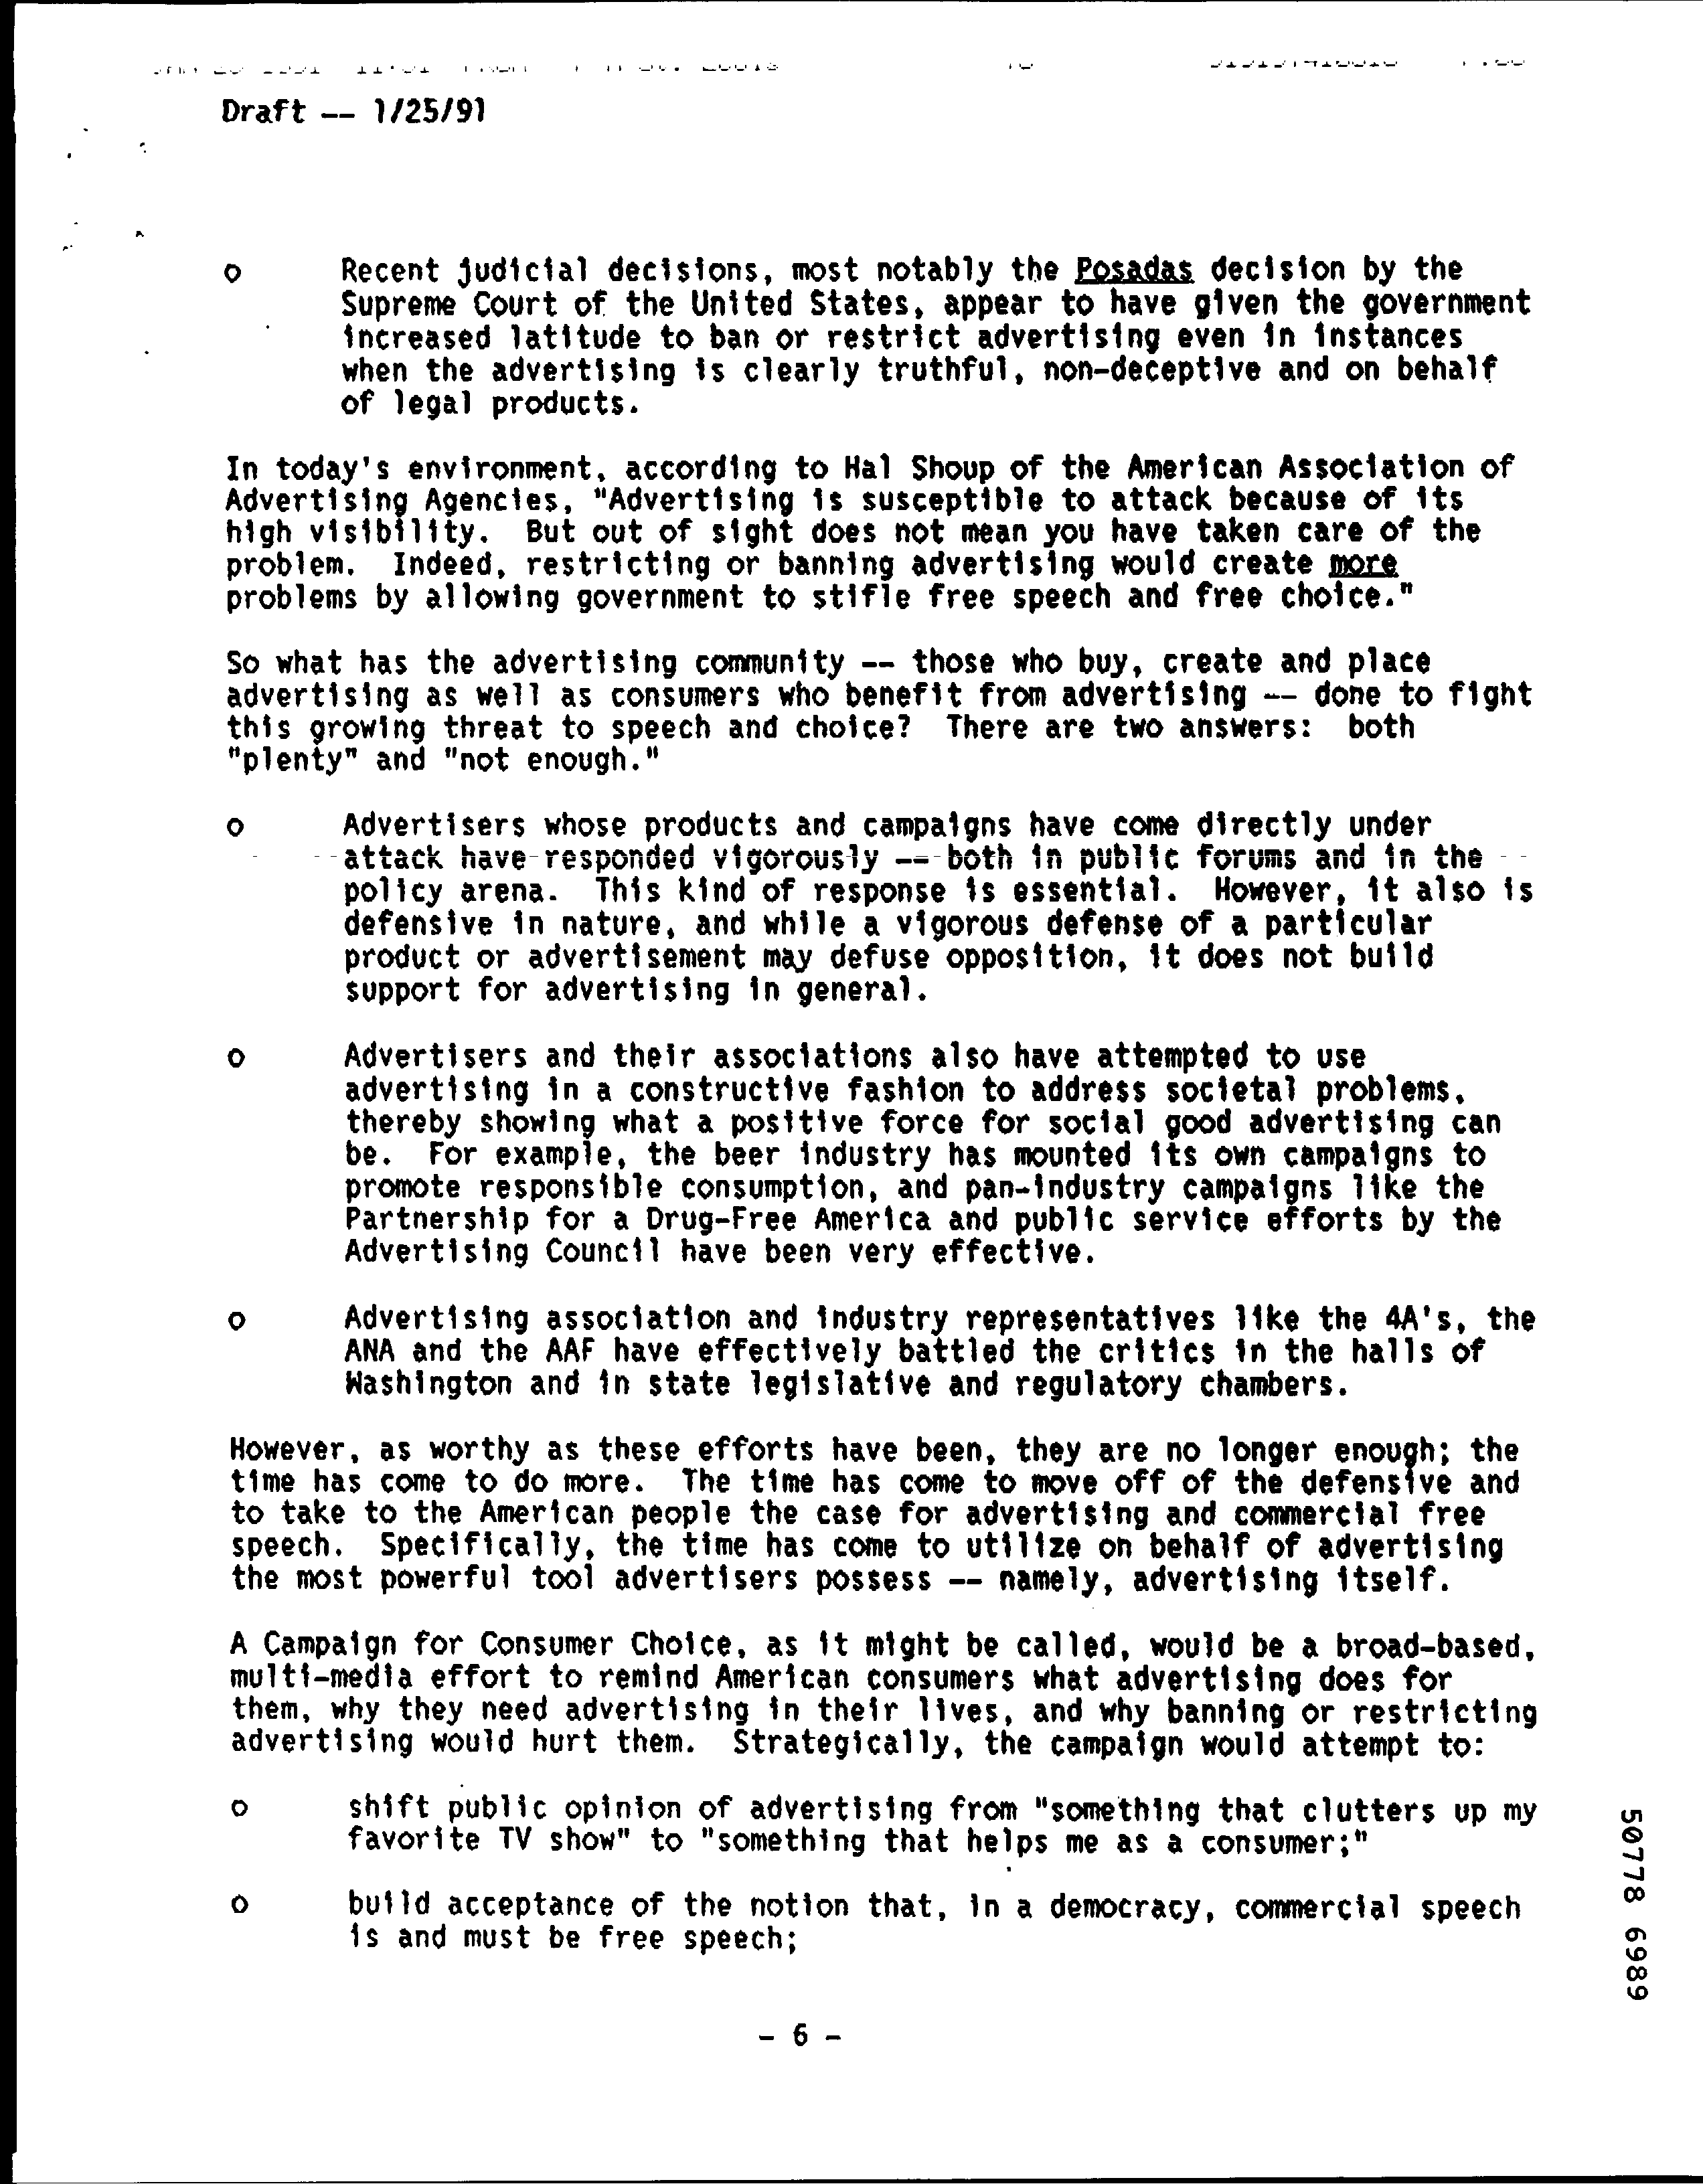 Draft -- 1/25/91
o Recent judicial decisions, most notably the Posadas decision by the
Supreme Court of the United States, appear to have given the government
increased latitude to ban or restrict advertising even in instances
when the advertising is clearly truthful, non-deceptive and on behalf
of legal products.
In today's environment, according to Hal Shoup of the American Association of
Advertising Agencies, "Advertising is susceptible to attack because of its
high visibility. But out of sight does not mean you have taken care of the
problem. Indeed, restricting or banning advertising would create more
problems by allowing government to stifle free speech and free choice."
So what has the advertising community -- those who buy, create and place
advertising as well as consumers who benefit from advertising -- done to fight
this growing threat to speech and choice? There are two answers: both
"plenty" and "not enough."
o Advertisers whose products and campaigns have come directly under
attack have responded vigorously -- both in public forums and in the
policy arena. This kind of response is essential. However, it also is
defensive in nature, and while a vigorous defense of a particular
product or advertisement may defuse opposition, it does not build
support for advertising in general.
o Advertisers and their associations also have attempted to use
advertising in a constructive fashion to address societal problems,
thereby showing what a positive force for social good advertising can
be. For example, the beer industry has mounted its own campaigns to
promote responsible consumption, and pan-industry campaigns like the
Partnership for a Drug-Free America and public service efforts by the
Advertising Council have been very effective.
o Advertising association and industry representatives like the 4A's, the
ANA and the AAF have effectively battled the critics in the halls of
Washington and in state legislative and regulatory chambers.
However, as worthy as these efforts have been, they are no longer enough; the
time has come to do more. The time has come to move off of the defensive and
to take to the American people the case for advertising and commercial free
speech. Specifically, the time has come to utilize on behalf of advertising
the most powerful tool advertisers possess -- namely, advertising itself.
A Campaign for Consumer Choice, as it might be called, would be a broad-based,
multi-media effort to remind American consumers what advertising does for
them, why they need advertising in their lives, and why banning or restricting
advertising would hurt them. Strategically, the campaign would attempt to:
o shift public opinion of advertising from "something that clutters up my
favorite TV show" to "something that helps me as a consumer;"
o build acceptance of the notion that, in a democracy, commercial speech
is and must be free speech;
- 6 -
50778 6989